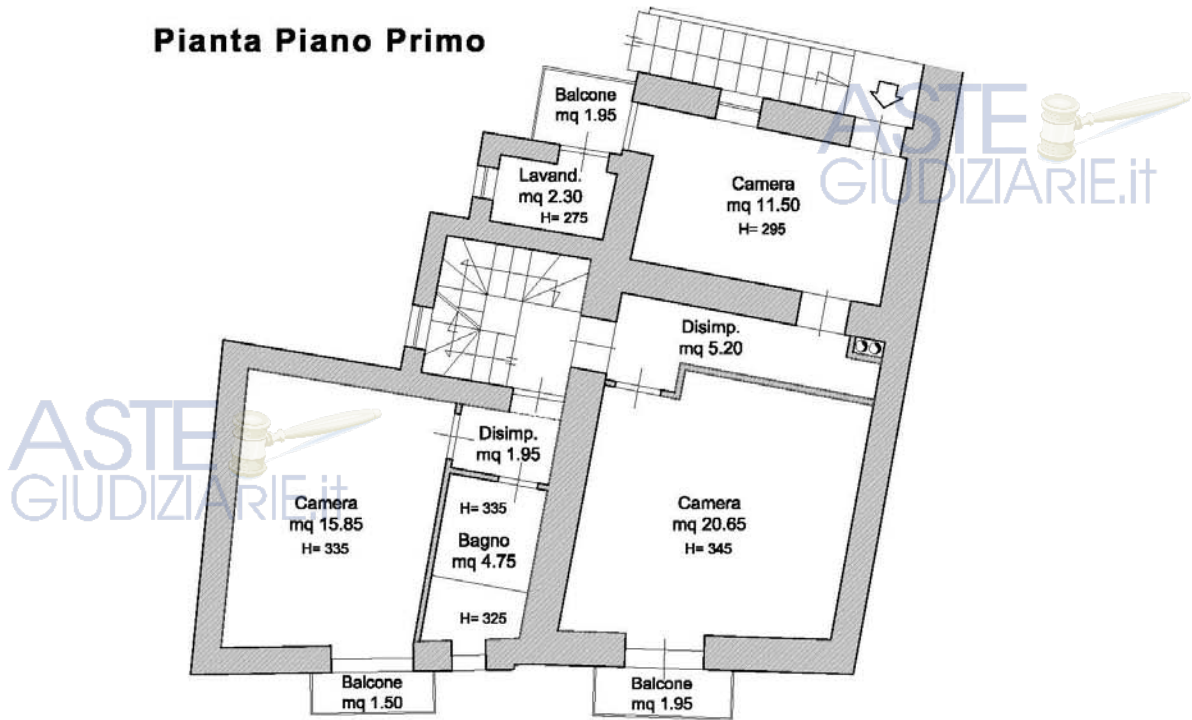 Pianta Piano Primo
Balcone
mq 1.95
Lavand.
mq 2.30
H= 275
Camera
mq 11.50
H= 295
ASTE
GIUDIZIARIE.it
Disimp.
mq 5.20
Disimp.
mq 1.95
ASTE
GIUDIZIARIE.it
Camera
mq 15.85
H= 335
H= 335
Bagno
mq 4.75
H= 325
Camera
mq 20.65
H= 345
Balcone
mq 1.50
Balcone
mq 1.95